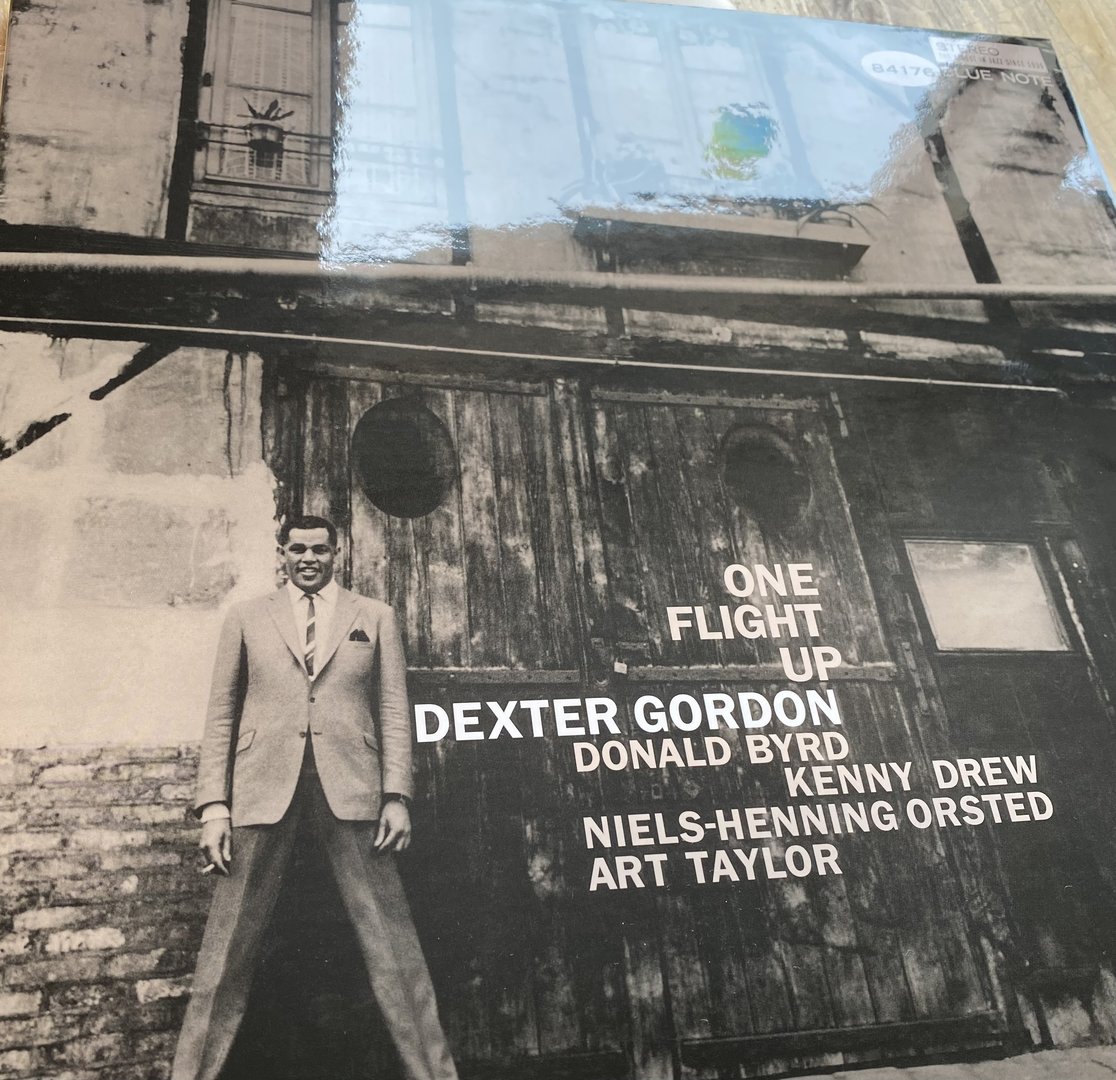 STEREO
84176 BLUE NOTE
ONE
FLIGHT
UP
DEXTER GORDON
DONALD BYRD
KENNY DREW
NIELS-HENNING ORSTED
ART TAYLOR